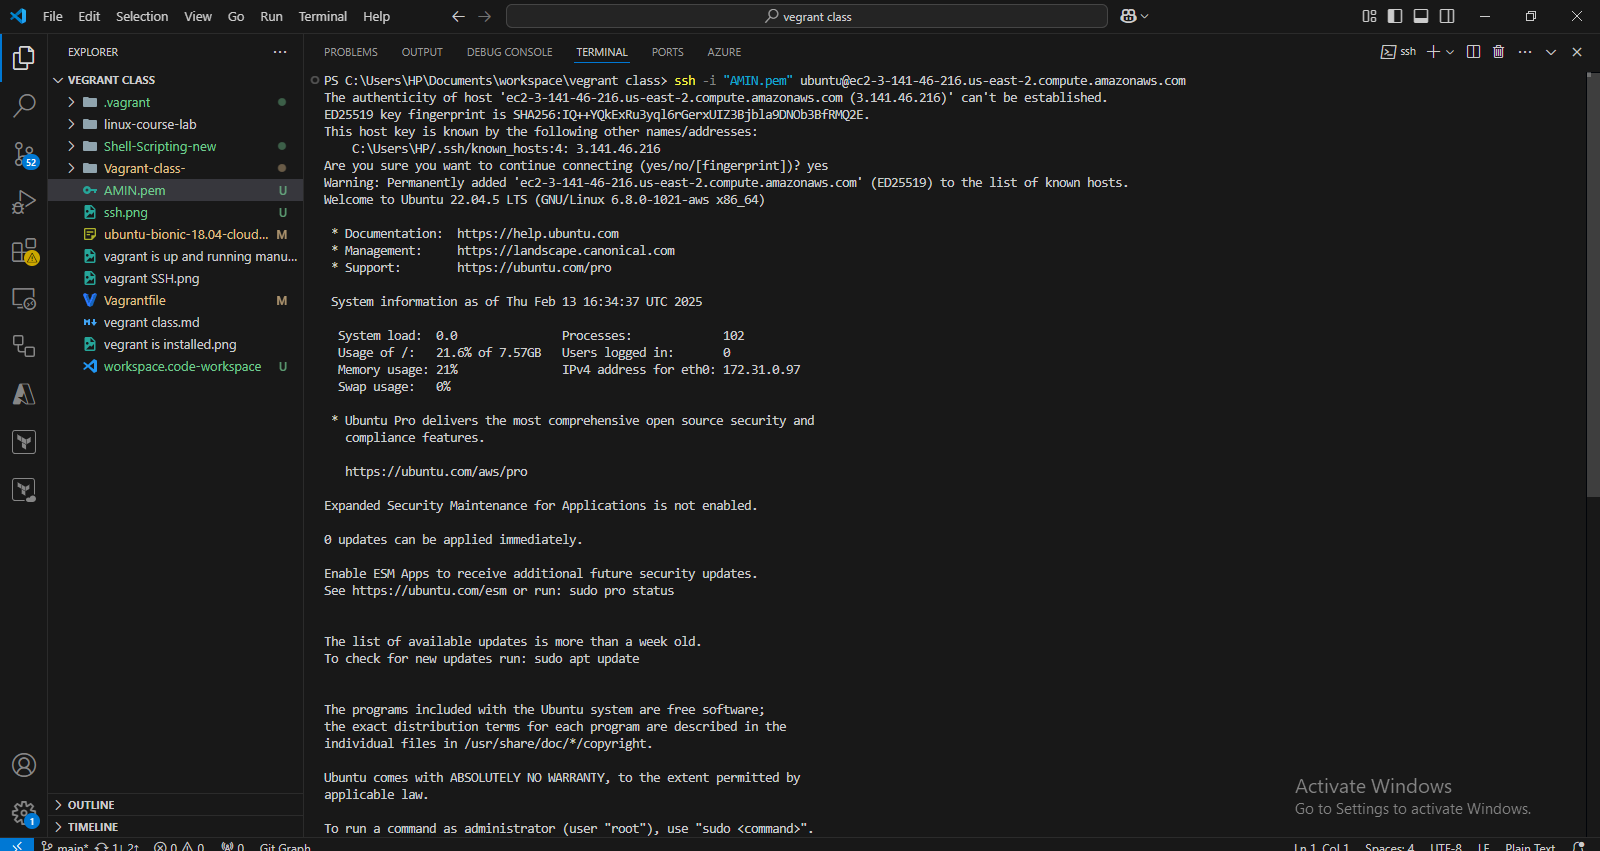 File Edit Selection View Go Run Terminal Help
vegrant class
EXPLORER
VEGRANT CLASS
.vagrant
linux-course-lab
Shell-Scripting-new
Vagrant-class-
AMIN.pem U
ssh.png U
ubuntu-bionic-18.04-cloud... M
vagrant is up and running manu...
vagrant SSH.png
Vagrantfile M
vegrant class.md
vegrant is installed.png
workspace.code-workspace U
OUTLINE
TIMELINE
52
1
PROBLEMS OUTPUT DEBUG CONSOLE TERMINAL PORTS AZURE
ssh
PS C:\Users\HP\Documents\workspace\vegrant class> ssh -i "AMIN.pem" ubuntu@ec2-3-141-46-216.us-east-2.compute.amazonaws.com
The authenticity of host 'ec2-3-141-46-216.us-east-2.compute.amazonaws.com (3.141.46.216)' can't be established.
ED25519 key fingerprint is SHA256:IQ++YQkExRu3yql6rGerxUIZ3Bjbla9DNOb3BfRMQ2E.
This host key is known by the following other names/addresses:
C:\Users\HP/.ssh/known_hosts:4: 3.141.46.216
Are you sure you want to continue connecting (yes/no/[fingerprint])? yes
Warning: Permanently added 'ec2-3-141-46-216.us-east-2.compute.amazonaws.com' (ED25519) to the list of known hosts.
Welcome to Ubuntu 22.04.5 LTS (GNU/Linux 6.8.0-1021-aws x86_64)
* Documentation: https://help.ubuntu.com
* Management: https://landscape.canonical.com
* Support: https://ubuntu.com/pro
System information as of Thu Feb 13 16:34:37 UTC 2025
System load: 0.0 Processes: 102
Usage of /: 21.6% of 7.57GB Users logged in: 0
Memory usage: 21% IPv4 address for eth0: 172.31.0.97
Swap usage: 0%
* Ubuntu Pro delivers the most comprehensive open source security and
compliance features.
https://ubuntu.com/aws/pro
Expanded Security Maintenance for Applications is not enabled.
0 updates can be applied immediately.
Enable ESM Apps to receive additional future security updates.
See https://ubuntu.com/esm or run: sudo pro status
The list of available updates is more than a week old.
To check for new updates run: sudo apt update
The programs included with the Ubuntu system are free software;
the exact distribution terms for each program are described in the
individual files in /usr/share/doc/*/copyright.
Ubuntu comes with ABSOLUTELY NO WARRANTY, to the extent permitted by
applicable law.
To run a command as administrator (user "root"), use "sudo <command>".
Activate Windows
Go to Settings to activate Windows.
main* 1↓ 2↑ 0 0 0 Git Graph Ln 1, Col 1 Spaces: 4 UTF-8 LF Plain Text